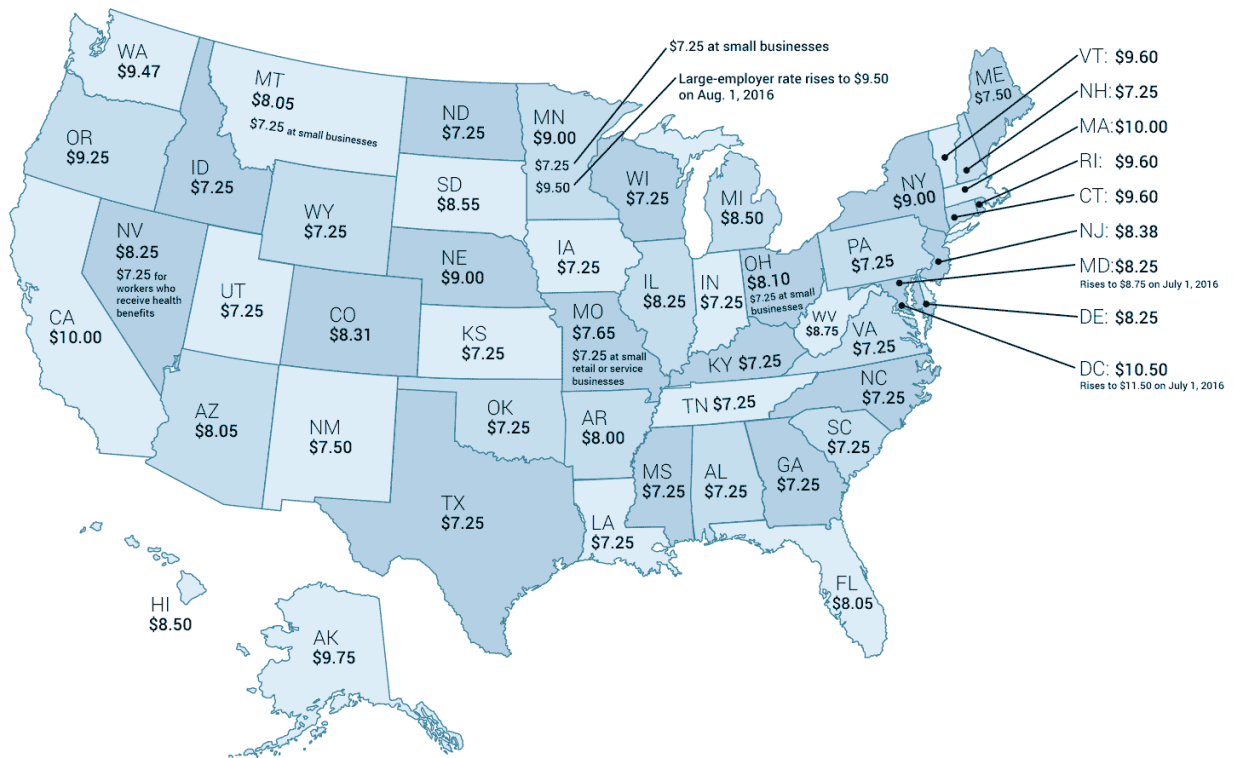 WA
$9.47
MT
$8.05
$7.25 at small businesses
ND
$7.25
MN
$9.00
$7.25
$9.50
$7.25 at small businesses
Large-employer rate rises to $9.50
on Aug. 1, 2016
OR
$9.25
ID
$7.25
WY
$7.25
SD
$8.55
WI
$7.25
MI
$8.50
NY
$9.00
ME
$7.50
VT: $9.60
NH: $7.25
MA:$10.00
RI: $9.60
CT: $9.60
NJ: $8.38
MD:$8.25
Rises to $8.75 on July 1, 2016
DE: $8.25
DC: $10.50
Rises to $11.50 on July 1, 2016
NV
$8.25
$7.25 for
workers who
receive health
benefits
UT
$7.25
CA
$10.00
CO
$8.31
NE
$9.00
IA
$7.25
IL
$8.25
IN
$7.25
OH
$8.10
$7.25 at small
businesses
PA
$7.25
WV
$8.75
VA
$7.25
KS
$7.25
MO
$7.65
$7.25 at small
retail or service
businesses
KY $7.25
NC
$7.25
TN $7.25
AZ
$8.05
NM
$7.50
OK
$7.25
AR
$8.00
SC
$7.25
MS
$7.25
AL
$7.25
GA
$7.25
TX
$7.25
LA
$7.25
FL
$8.05
HI
$8.50
AK
$9.75